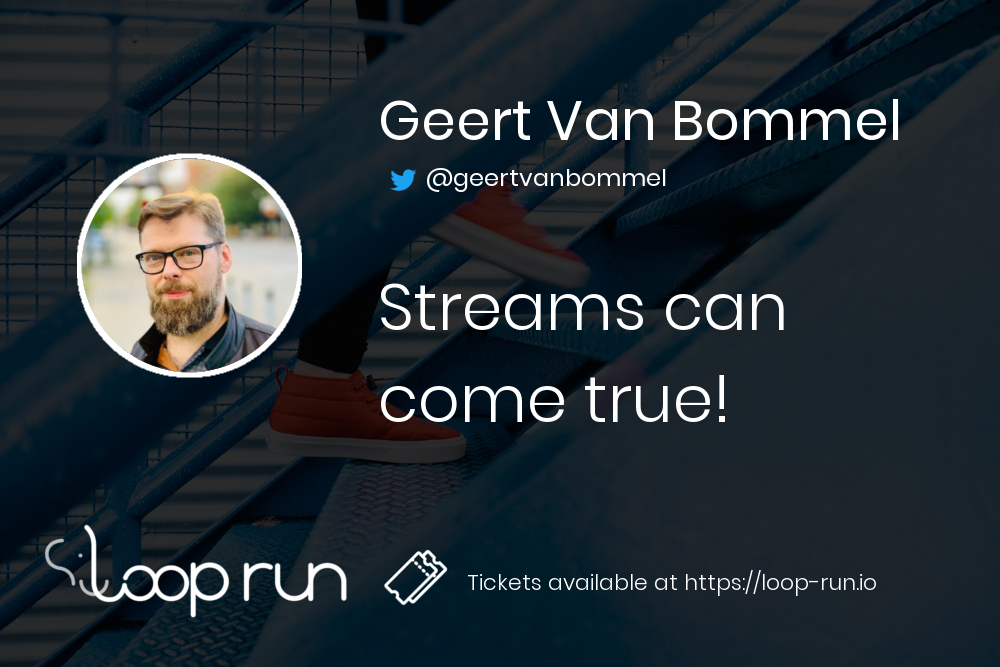 Geert Van Bommel
@geertvanbommel
Streams can
come true!
loop run
Tickets available at https://loop-run.io